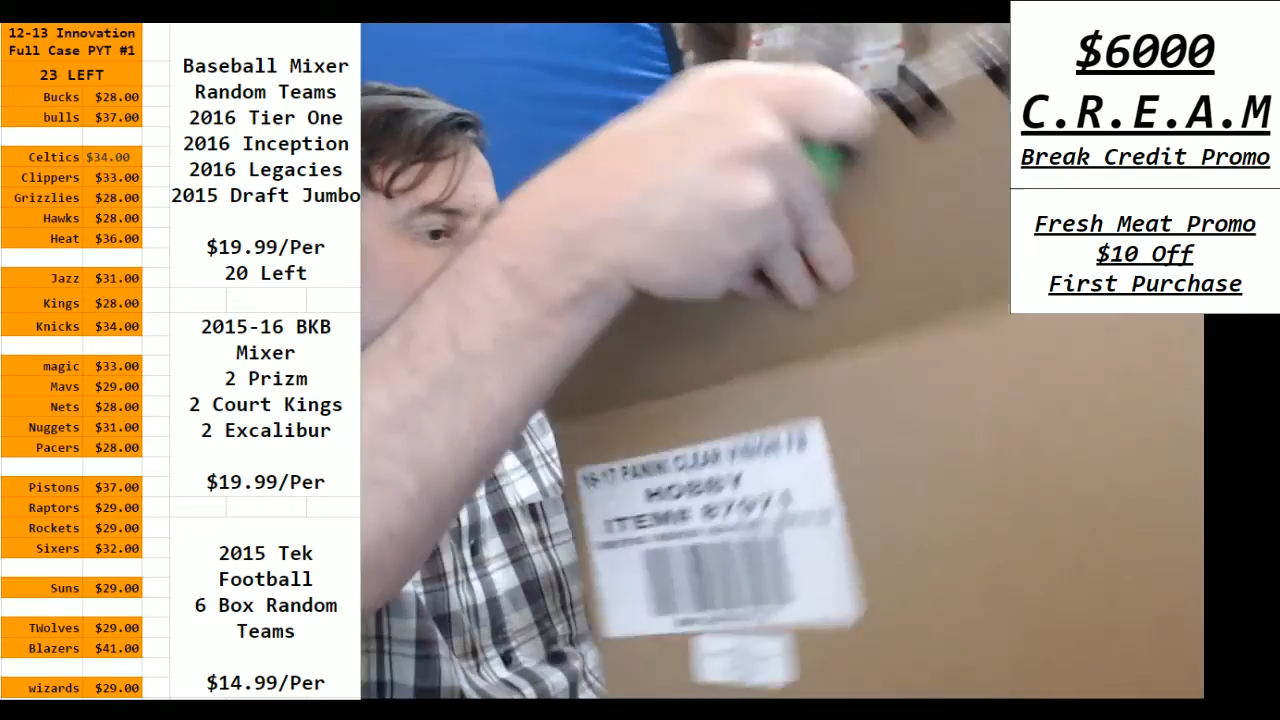 12-13 Innovation
Full Case PYT #1
23 LEFT
Bucks $28.00
bulls $37.00
Celtics $34.00
Clippers $33.00
Grizzlies $28.00
Hawks $28.00
Heat $36.00
Jazz $31.00
Kings $28.00
Knicks $34.00
magic $33.00
Mavs $29.00
Nets $28.00
Nuggets $31.00
Pacers $28.00
Pistons $37.00
Raptors $29.00
Rockets $29.00
Sixers $32.00
Suns $29.00
TWolves $29.00
Blazers $41.00
wizards $29.00
Baseball Mixer
Random Teams
2016 Tier One
2016 Inception
2016 Legacies
2015 Draft Jumbo
$19.99/Per
20 Left
2015-16 BKB
Mixer
2 Prizm
2 Court Kings
2 Excalibur
$19.99/Per
2015 Tek
Football
6 Box Random
Teams
$14.99/Per
16-17 PANINI CLEAR VISION FB
HOBBY
ITEM#
$6000
C.R.E.A.M
Break Credit Promo
Fresh Meat Promo
$10 Off
First Purchase